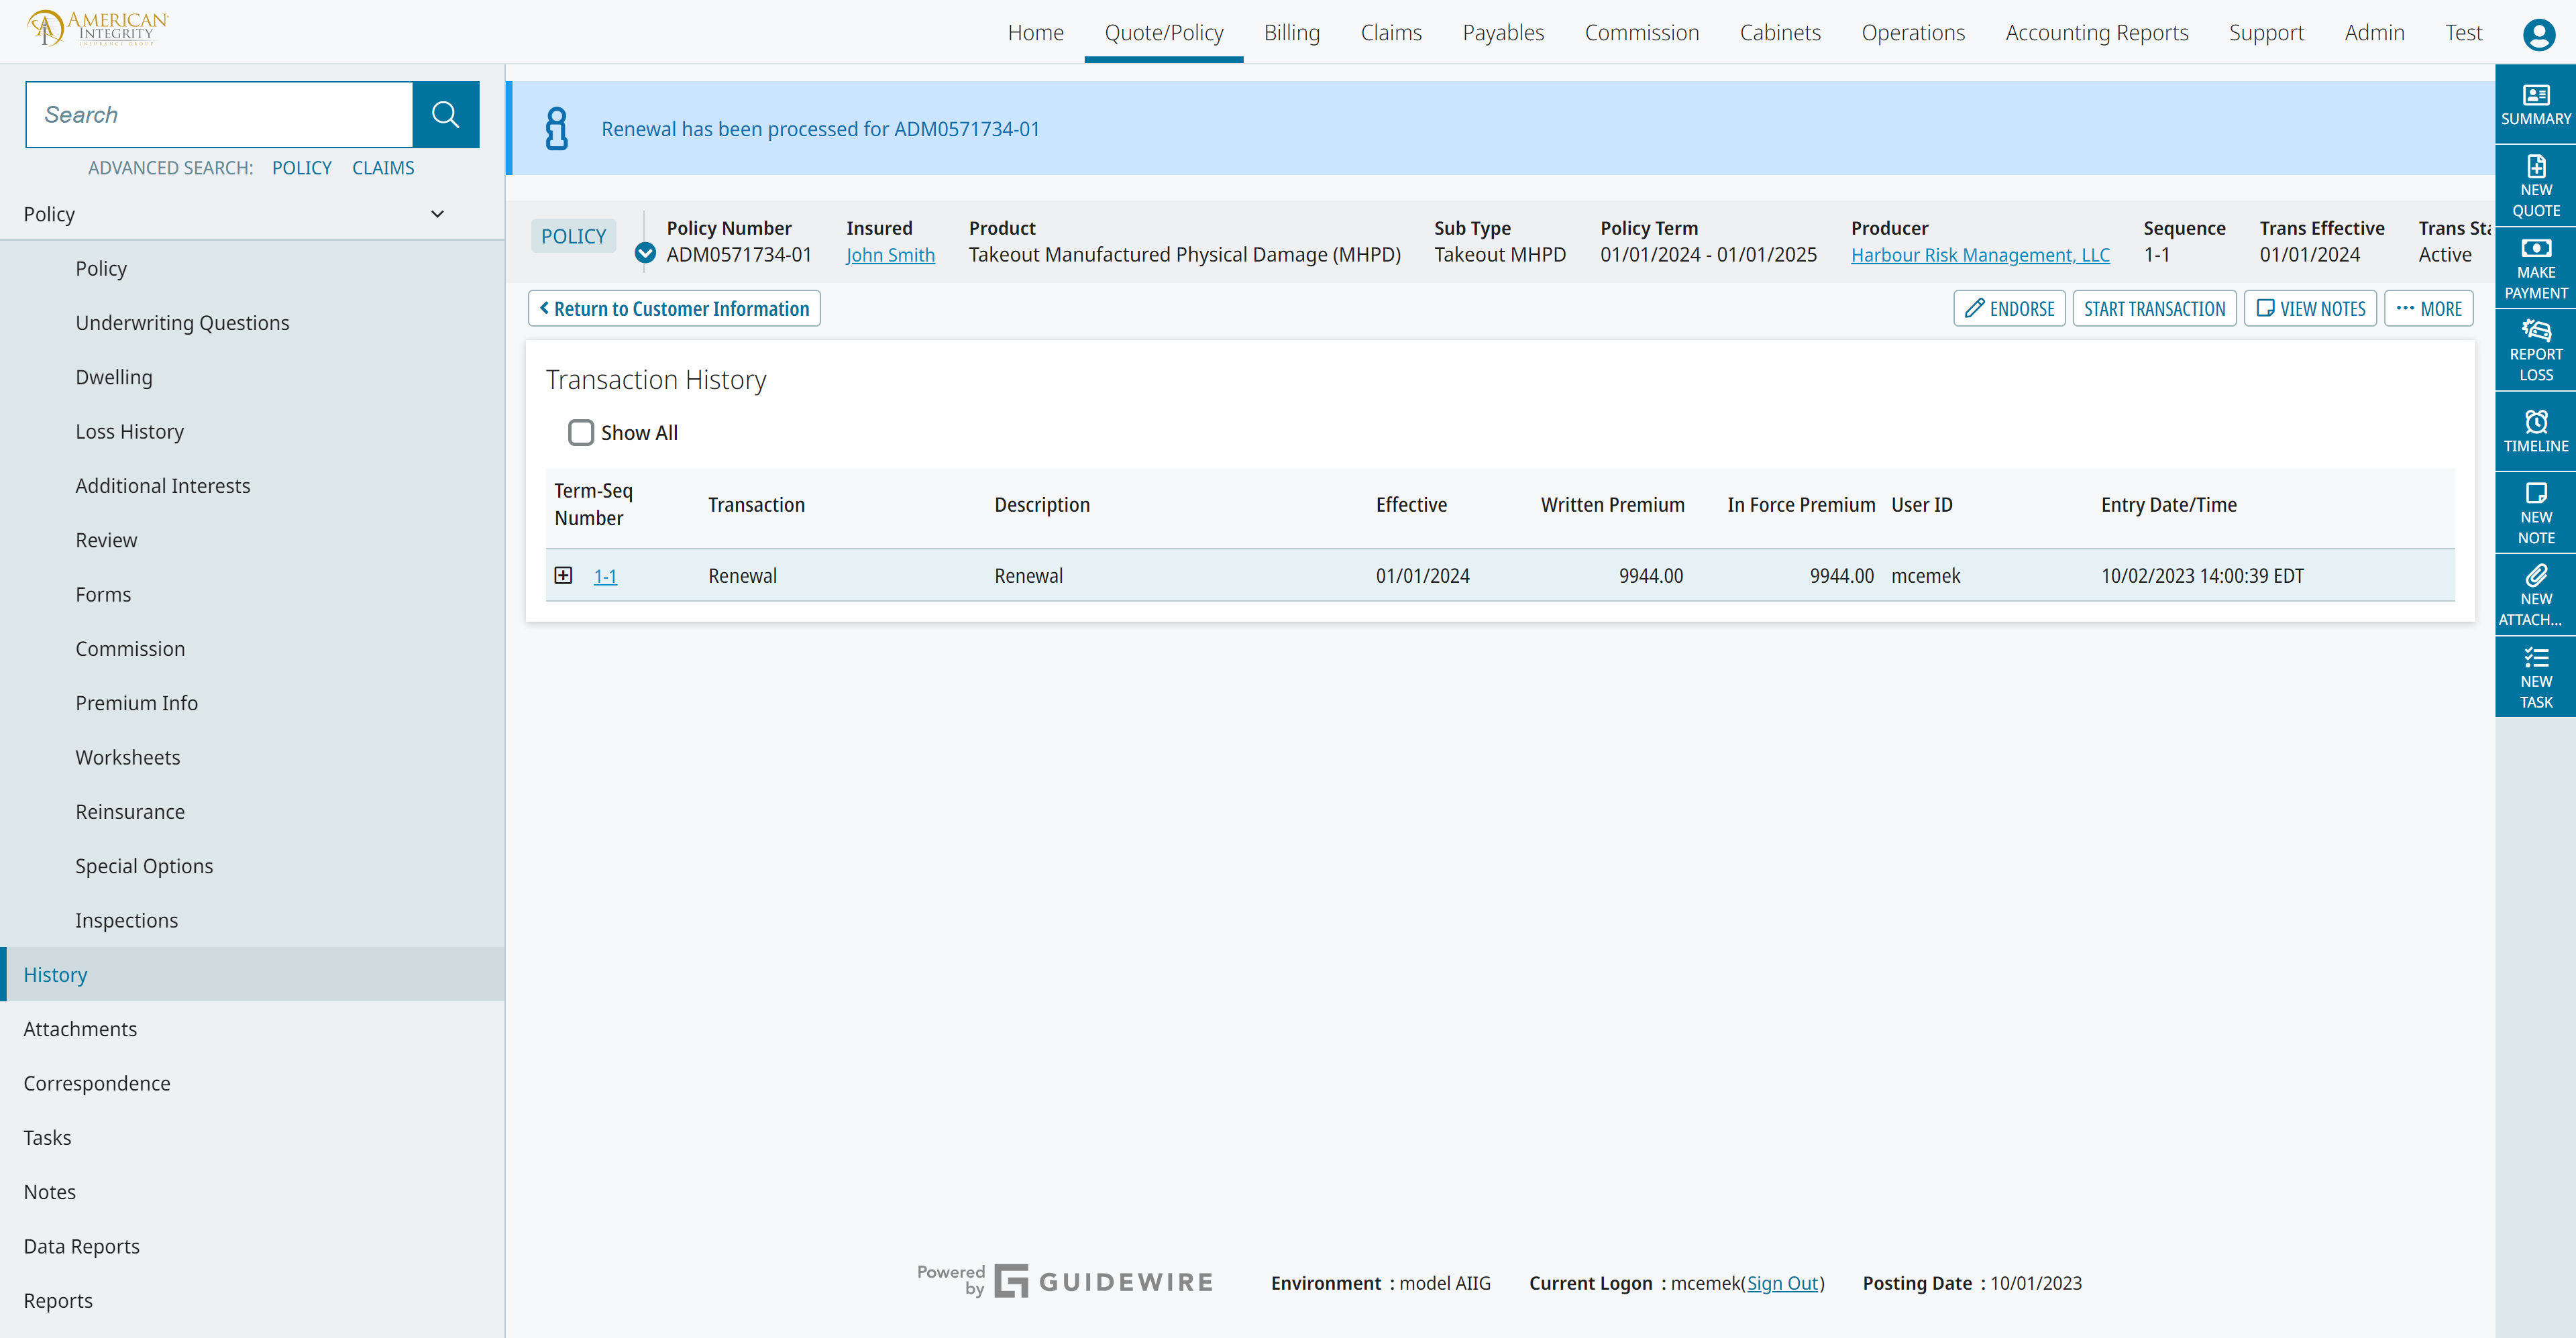 AMERICAN
INTEGRITY
INSURANCE GROUP
Home Quote/Policy Billing Claims Payables Commission Cabinets Operations Accounting Reports Support Admin Test
Search
ADVANCED SEARCH: POLICY CLAIMS
Policy
Policy
Underwriting Questions
Dwelling
Loss History
Additional Interests
Review
Forms
Commission
Premium Info
Worksheets
Reinsurance
Special Options
Inspections
History
Attachments
Correspondence
Tasks
Notes
Data Reports
Reports
Renewal has been processed for ADM0571734-01
POLICY
Policy Number Insured Product Sub Type Policy Term Producer Sequence Trans Effective Trans Sta
ADM0571734-01 John Smith Takeout Manufactured Physical Damage (MHPD) Takeout MHPD 01/01/2024 - 01/01/2025 Harbour Risk Management, LLC 1-1 01/01/2024 Active
Return to Customer Information ENDORSE START TRANSACTION VIEW NOTES ··· MORE
Transaction History
Show All
Term-Seq Number Transaction Description Effective Written Premium In Force Premium User ID Entry Date/Time
1-1 Renewal Renewal 01/01/2024 9944.00 9944.00 mcemek 10/02/2023 14:00:39 EDT
SUMMARY
NEW
QUOTE
MAKE
PAYMENT
REPORT
LOSS
TIMELINE
NEW
NOTE
NEW
ATTACH...
NEW
TASK
Powered
by GUIDEWIRE
Environment : model AIIG Current Logon : mcemek(Sign Out) Posting Date : 10/01/2023